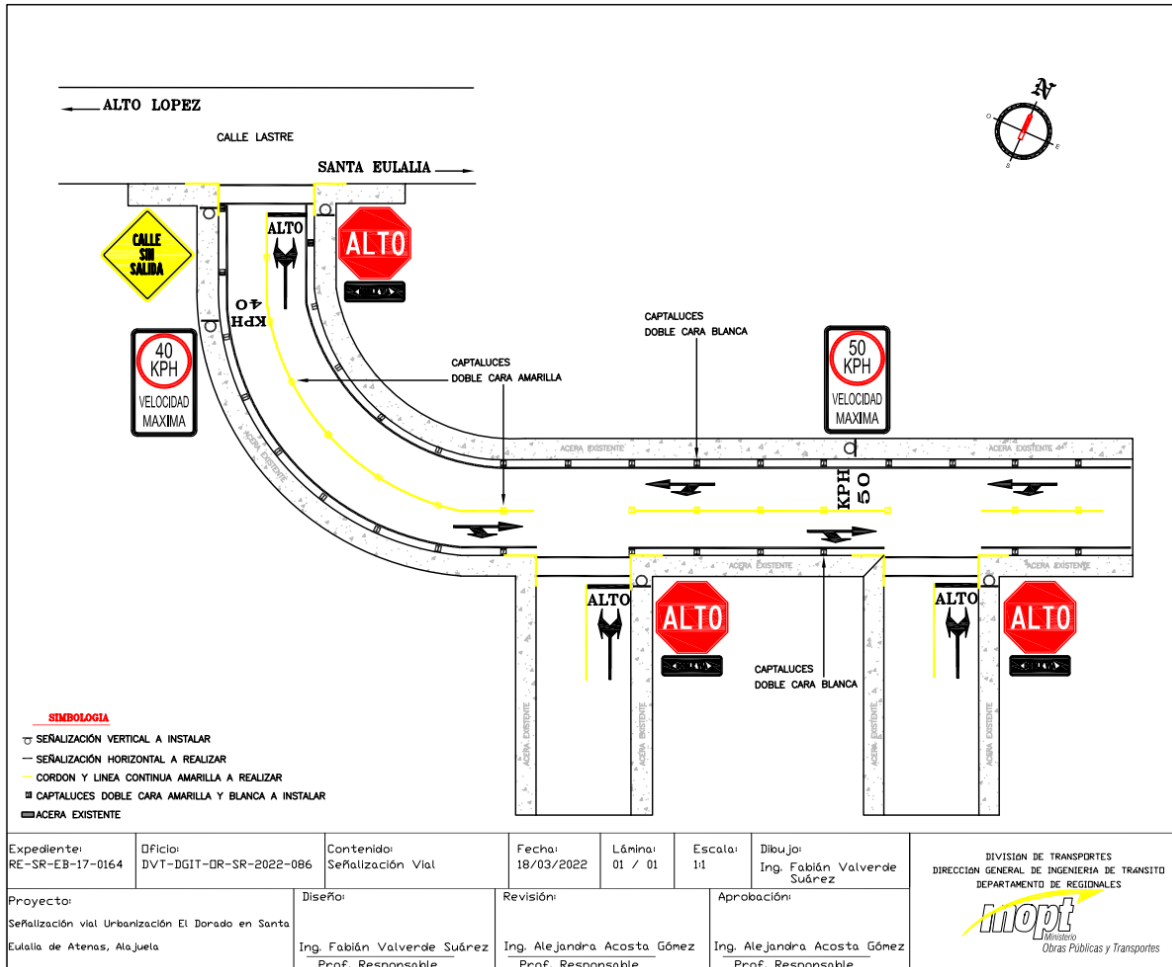 ALTO LOPEZ
CALLE LASTRE
SANTA EULALIA
N
O
E
S
CALLE
SIN
SALIDA
ALTO
ALTO
40
KPH
40
KPH
VELOCIDAD
MAXIMA
CAPTALUCES
DOBLE CARA AMARILLA
CAPTALUCES
DOBLE CARA BLANCA
50
KPH
VELOCIDAD
MAXIMA
ACERA EXISTENTE
ACERA EXISTENTE
ACERA EXISTENTE
ACERA EXISTENTE
KPH
50
ACERA EXISTENTE
ACERA EXISTENTE
ALTO
ALTO
ALTO
ALTO
CAPTALUCES
DOBLE CARA BLANCA
ACERA EXISTENTE
ACERA EXISTENTE
ACERA EXISTENTE
ACERA EXISTENTE
SIMBOLOGIA
SEÑALIZACIÓN VERTICAL A INSTALAR
SEÑALIZACIÓN HORIZONTAL A REALIZAR
CORDON Y LINEA CONTINUA AMARILLA A REALIZAR
CAPTALUCES DOBLE CARA AMARILLA Y BLANCA A INSTALAR
ACERA EXISTENTE
Expediente:
RE-SR-EB-17-0164
Oficio:
DVT-DGIT-DR-SR-2022-086
Contenido:
Señalización Vial
Fecha:
18/03/2022
Lámina:
01 / 01
Escala:
1:1
Dibujo:
Ing. Fabián Valverde
Suárez
Proyecto:
Señalización vial Urbanización El Dorado en Santa
Eulalia de Atenas, Alajuela
Diseño:
Ing. Fabián Valverde Suárez
Prof. Responsable
Revisión:
Ing. Alejandra Acosta Gómez
Prof. Responsable
Aprobación:
Ing. Alejandra Acosta Gómez
Prof. Responsable
DIVISIÓN DE TRANSPORTES
DIRECCIÓN GENERAL DE INGENIERIA DE TRANSITO
DEPARTAMENTO DE REGIONALES
mopt
Ministerio
Obras Públicas y Transportes